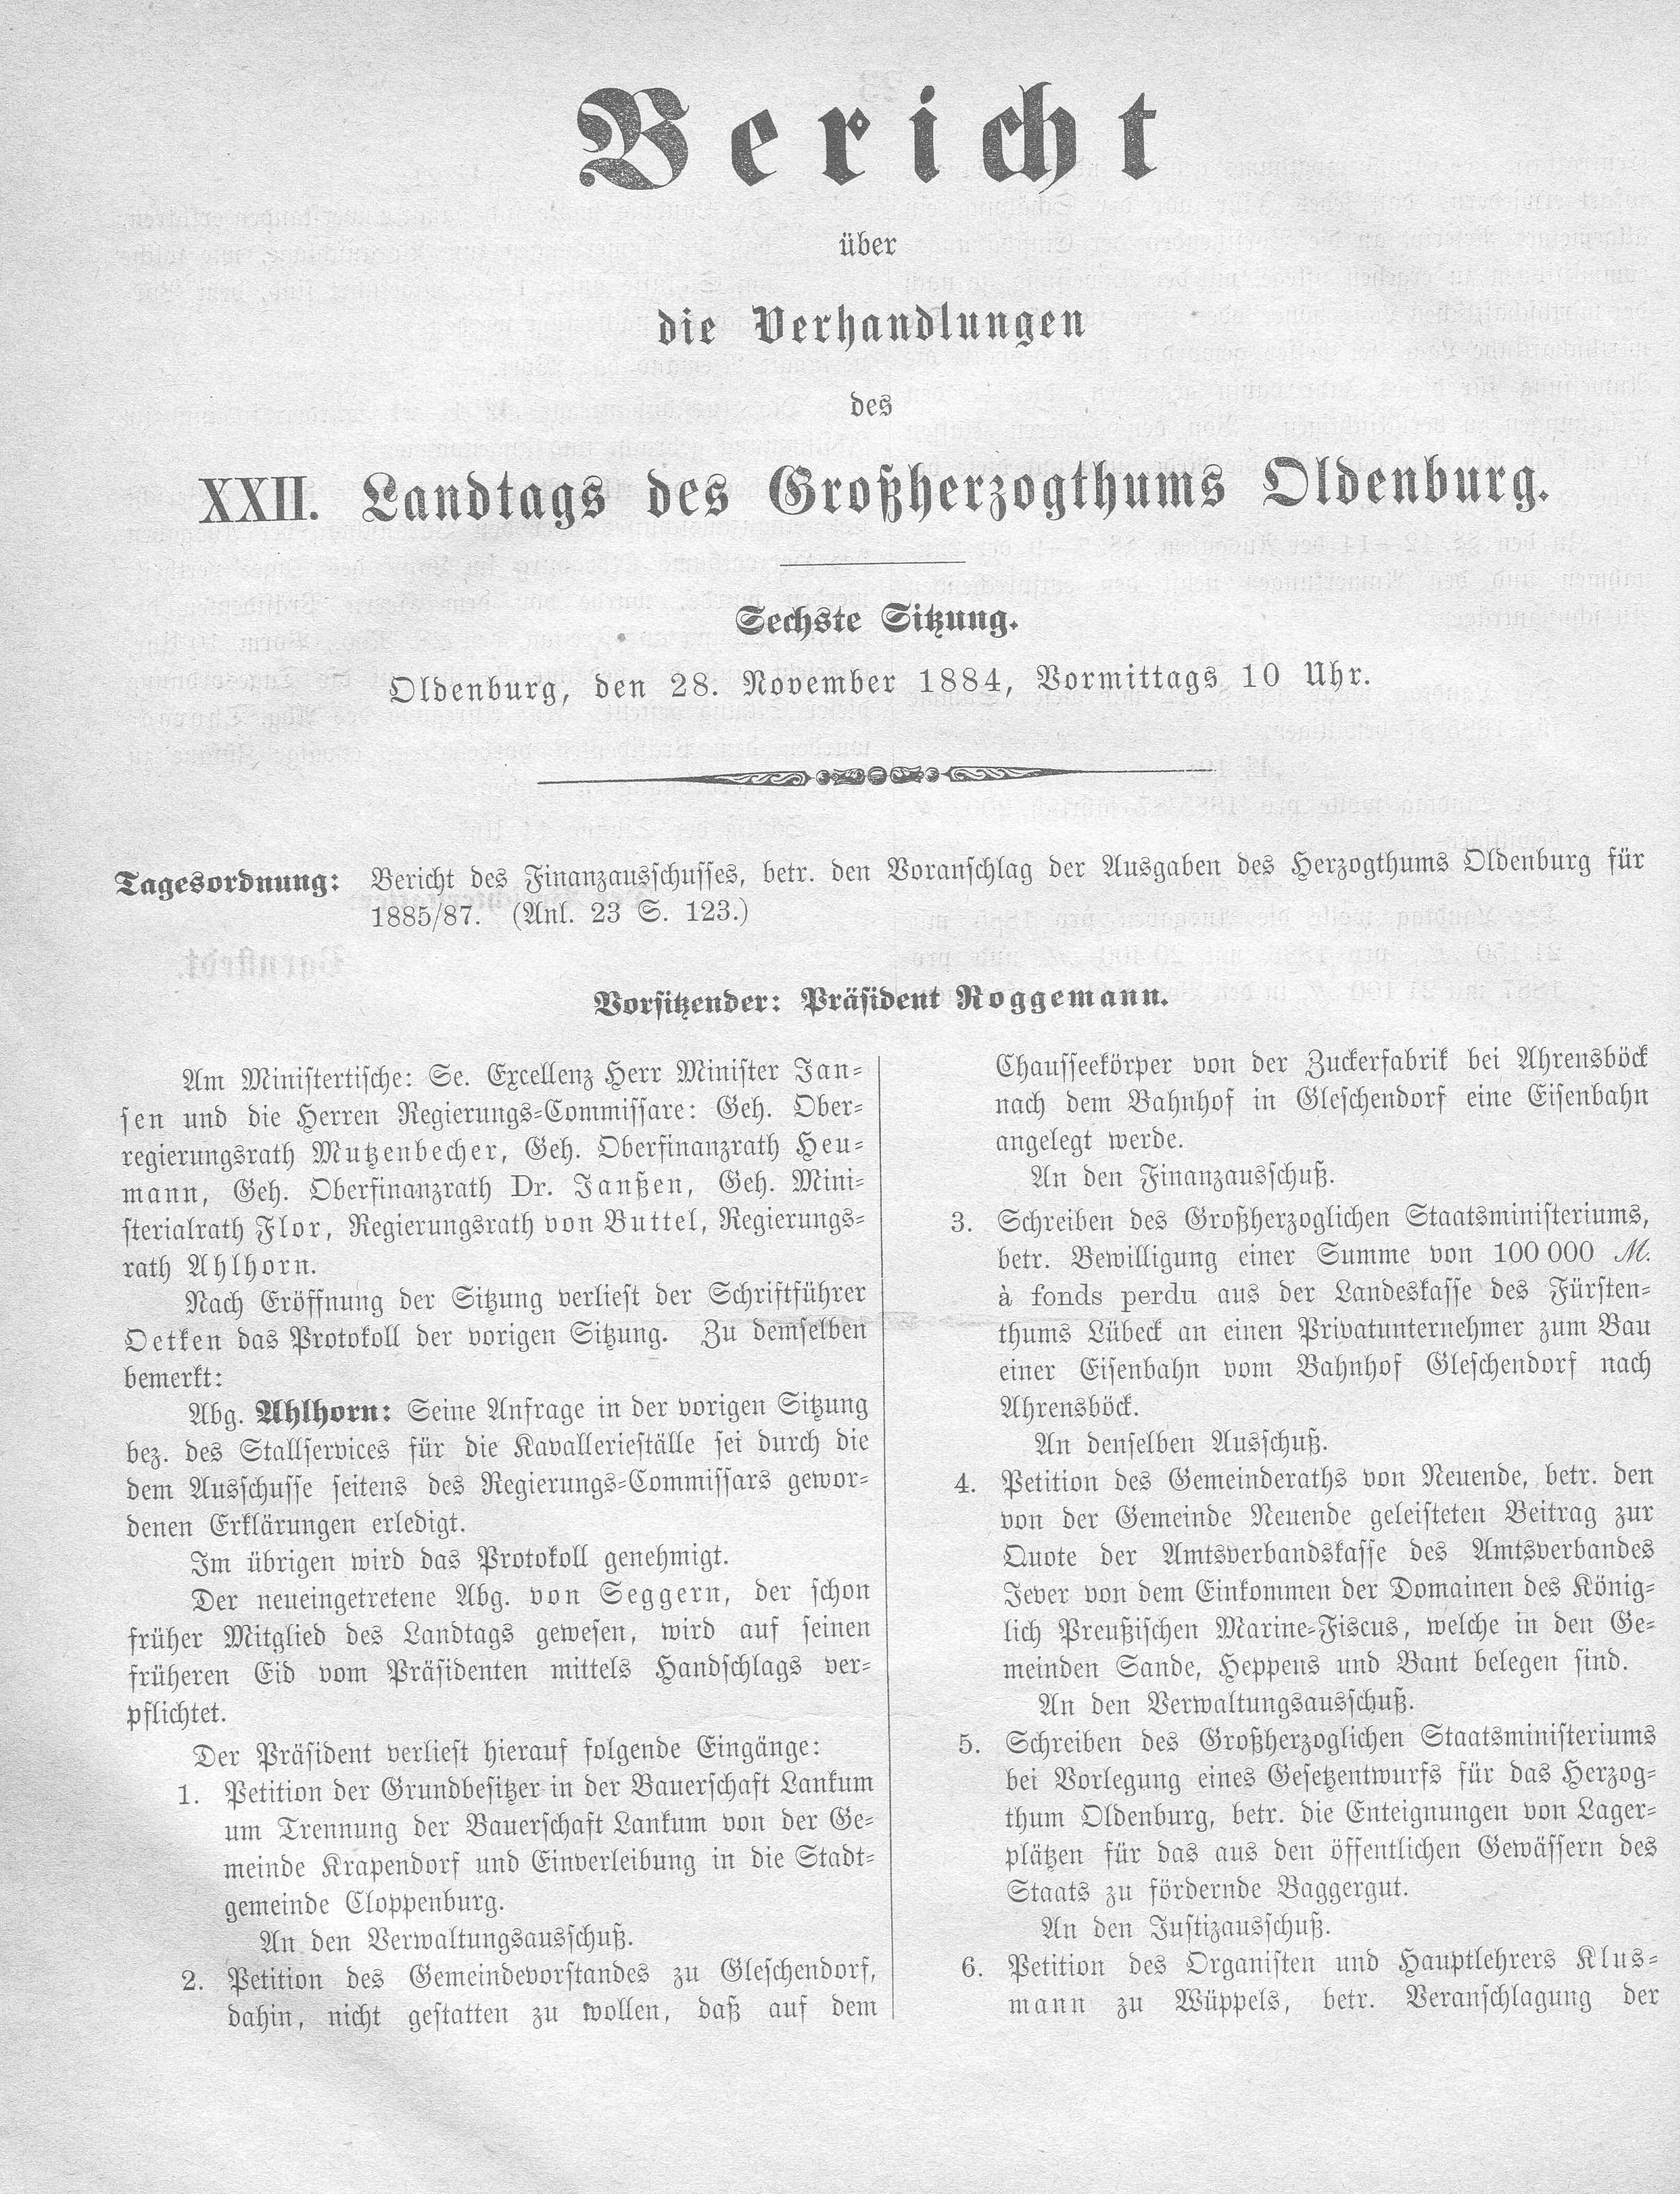 Bericht
über
die Verhandlungen
des
XXII. Landtags des Großherzogthums Oldenburg.
Sechste Sitzung.
Oldenburg, den 28. November 1884, Vormittags 10 Uhr.
Tagesordnung: Bericht des Finanzausschusses, betr. den Voranschlag der Ausgaben des Herzogthums Oldenburg für
1885/87. (Anl. 23 S. 123.)
Vorsitzender: Präsident Roggemann.
Am Ministertische: Se. Excellenz Herr Minister Jan-
sen und die Herren Regierungs-Commissare: Geh. Ober-
regierungsrath Mutzenbecher, Geh. Oberfinanzrath Heu-
mann, Geh. Oberfinanzrath Dr. Janßen, Geh. Mini-
sterialrath Flor, Regierungsrath von Buttel, Regierungs-
rath Ahlhorn.
Nach Eröffnung der Sitzung verliest der Schriftführer
Oetken das Protokoll der vorigen Sitzung. Zu demselben
bemerkt:
Abg. Ahlhorn: Seine Anfrage in der vorigen Sitzung
bez. des Stallservices für die Kavallerieställe sei durch die
dem Ausschusse seitens des Regierungs-Commissars gewor-
denen Erklärungen erledigt.
Im übrigen wird das Protokoll genehmigt.
Der neueingetretene Abg. von Seggern, der schon
früher Mitglied des Landtags gewesen, wird auf seinen
früheren Eid vom Präsidenten mittels Handschlags ver-
pflichtet.
Der Präsident verliest hierauf folgende Eingänge:
1. Petition der Grundbesitzer in der Bauerschaft Lankum
um Trennung der Bauerschaft Lankum von der Ge-
meinde Krapendorf und Einverleibung in die Stadt-
gemeinde Cloppenburg.
An den Verwaltungsausschuß.
2. Petition des Gemeindevorstandes zu Gleschendorf,
dahin, nicht gestatten zu wollen, daß auf dem
Chausseekörper von der Zuckerfabrik bei Ahrensböck
nach dem Bahnhof in Gleschendorf eine Eisenbahn
angelegt werde.
An den Finanzausschuß.
3. Schreiben des Großherzoglichen Staatsministeriums,
betr. Bewilligung einer Summe von 100 000 M.
à fonds perdu aus der Landeskasse des Fürsten-
thums Lübeck an einen Privatunternehmer zum Bau
einer Eisenbahn vom Bahnhof Gleschendorf nach
Ahrensböck.
An denselben Ausschuß.
4. Petition des Gemeinderaths von Neuende, betr. den
von der Gemeinde Neuende geleisteten Beitrag zur
Quote der Amtsverbandskasse des Amtsverbandes
Jever von dem Einkommen der Domainen des König-
lich Preußischen Marine-Fiscus, welche in den Ge-
meinden Sande, Heppens und Bant belegen sind.
An den Verwaltungsausschuß.
5. Schreiben des Großherzoglichen Staatsministeriums
bei Vorlegung eines Gesetzentwurfs für das Herzog-
thum Oldenburg, betr. die Enteignungen von Lager-
plätzen für das aus den öffentlichen Gewässern des
Staats zu fördernde Baggergut.
An den Justizausschuß.
6. Petition des Organisten und Hauptlehrers Klus-
mann zu Wüppels, betr. Veranschlagung der